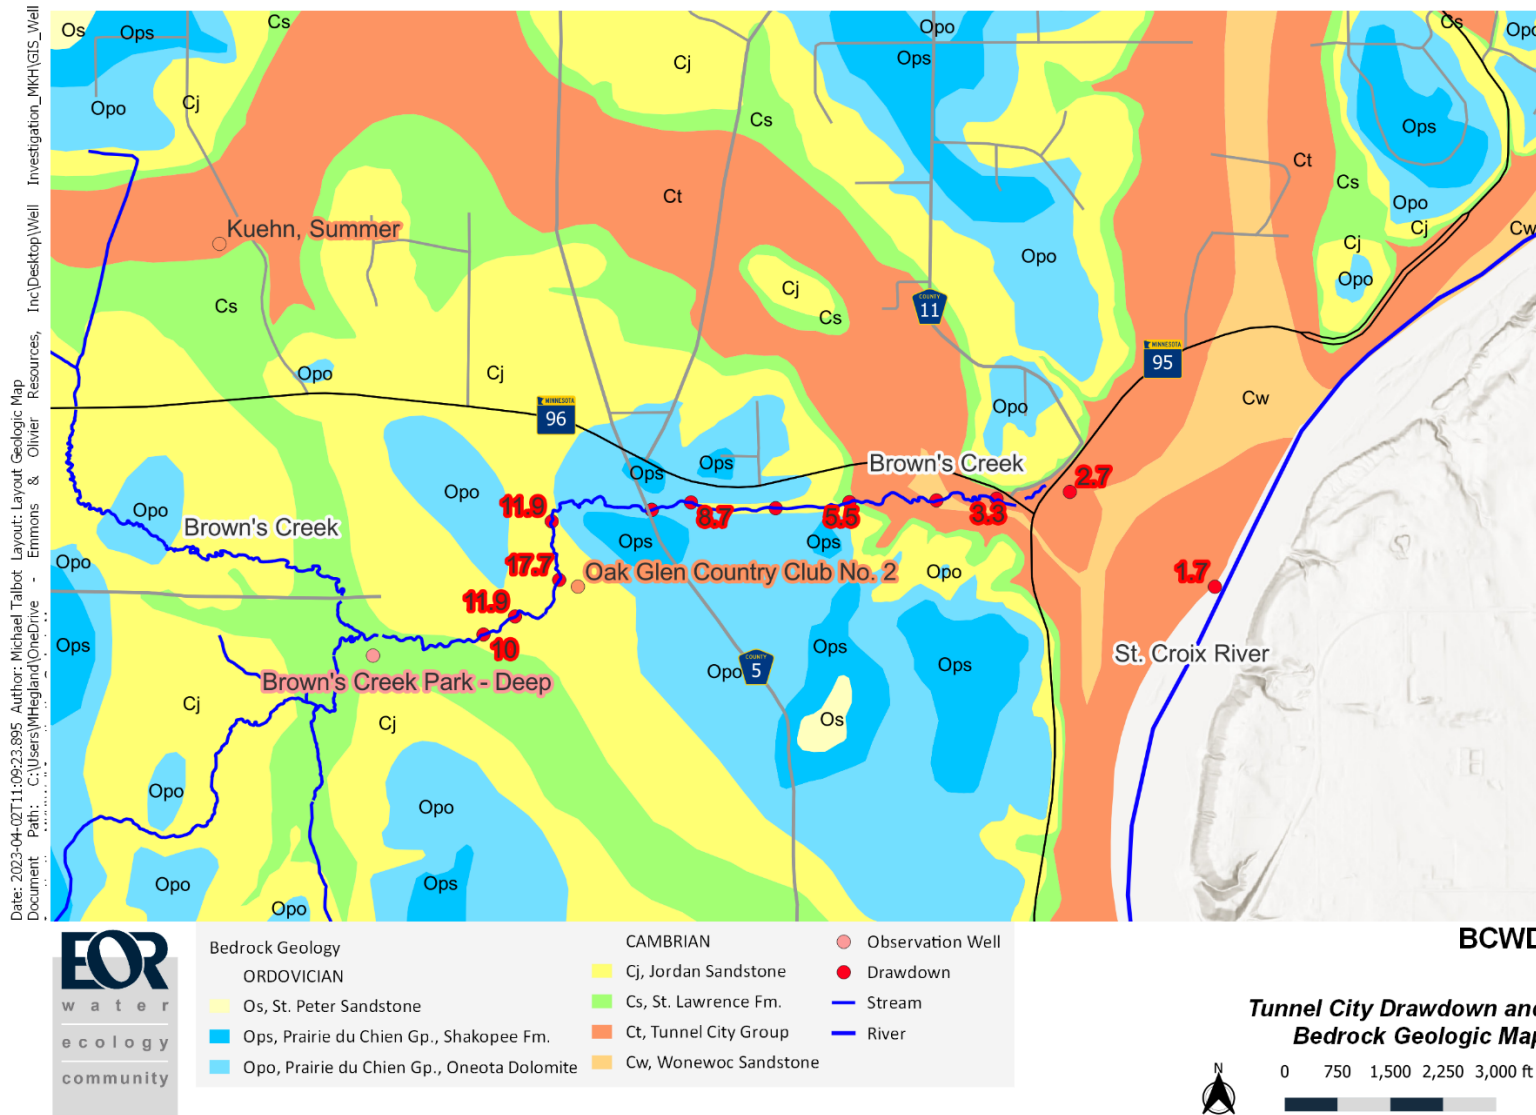 Date: 2023-04-02T11:09:23.895 Author: Michael Talbot Layout: Layout Geologic Map
Document Path: C:\Users\MHegland\OneDrive - Emmons & Olivier Resources, Inc\Desktop\Well Investigation_MKH\GIS_Well
Os
Ops
Cs
Opo
Cj
Cj
Cs
Opo
Ops
Cs
Opo
Ops
Ct
Cs
Opo
Cj
Cw
Ct
Kuehn, Summer
Opo
Cj
Opo
Cs
Cj
Cs
COUNTY
11
MINNESOTA
95
Opo
Cj
Cw
MINNESOTA
96
Opo
Ops
Ops
Brown's Creek
2.7
Opo
Opo
11.9
8.7
5.5
3.3
Brown's Creek
Ops
Ops
Opo
17.7
Oak Glen Country Club No. 2
Opo
1.7
11.9
10
Ops
Ops
Ops
St. Croix River
Opo
COUNTY
5
Brown's Creek Park - Deep
Cj
Cj
Os
Opo
Opo
Opo
Ops
Opo
EOR
water
ecology
community
Bedrock Geology
ORDOVICIAN
Os, St. Peter Sandstone
Ops, Prairie du Chien Gp., Shakopee Fm.
Opo, Prairie du Chien Gp., Oneota Dolomite
CAMBRIAN
Cj, Jordan Sandstone
Cs, St. Lawrence Fm.
Ct, Tunnel City Group
Cw, Wonewoc Sandstone
Observation Well
Drawdown
Stream
River
BCWD
Tunnel City Drawdown and
Bedrock Geologic Map
N
0 750 1,500 2,250 3,000 ft